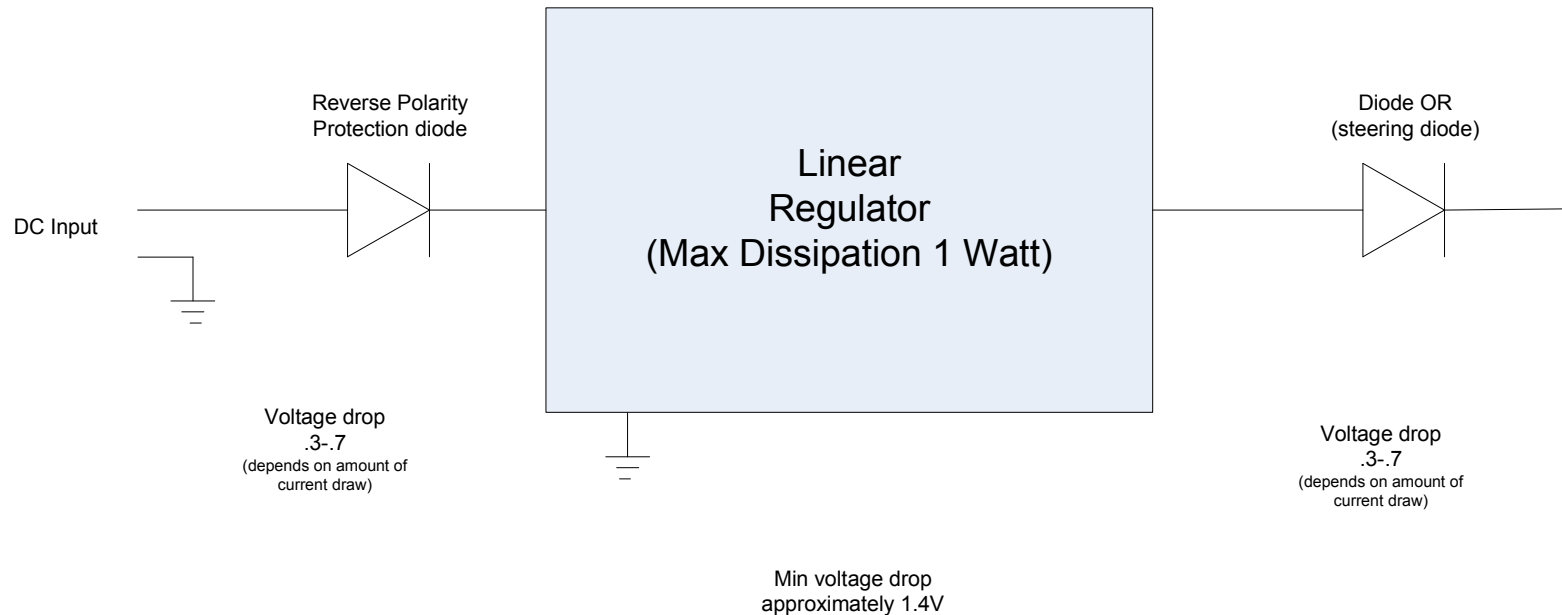 Reverse Polarity
Protection diode
Linear
Regulator
(Max Dissipation 1 Watt)
Diode OR
(steering diode)
DC Input
Voltage drop
.3-.7
(depends on amount of
current draw)
Voltage drop
.3-.7
(depends on amount of
current draw)
Min voltage drop
approximately 1.4V